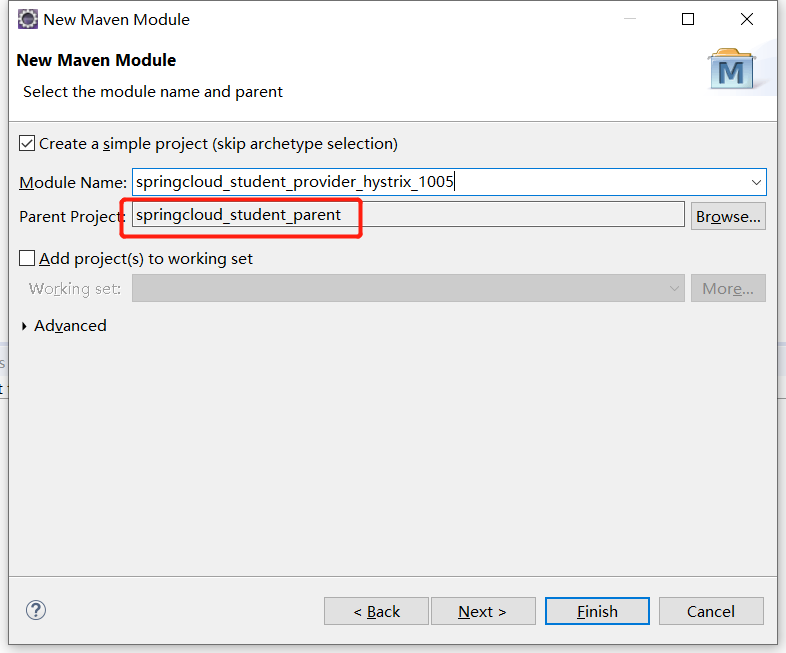 New Maven Module
New Maven Module
Select the module name and parent
M
Create a simple project (skip archetype selection)
Module Name: springcloud_student_provider_hystrix_1005
Parent Project: springcloud_student_parent Browse...
Add project(s) to working set
Working set: More...
Advanced
s
t
? < Back Next > Finish Cancel